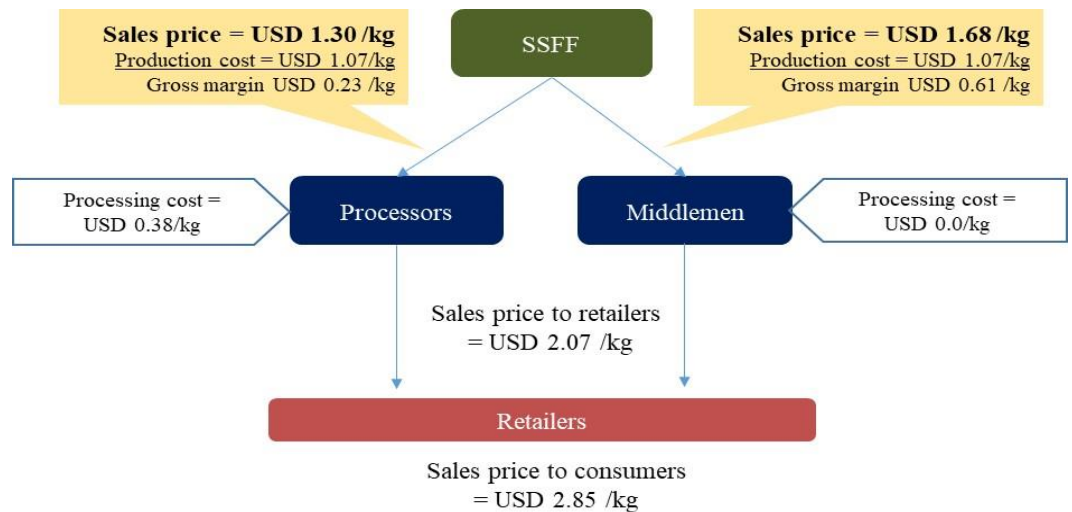 Sales price = USD 1.30 /kg
Production cost = USD 1.07/kg
Gross margin USD 0.23 /kg
SSFF
Sales price = USD 1.68 /kg
Production cost = USD 1.07/kg
Gross margin USD 0.61 /kg
Processing cost =
USD 0.38/kg
Processors
Middlemen
Processing cost =
USD 0.0/kg
Sales price to retailers
= USD 2.07 /kg
Retailers
Sales price to consumers
= USD 2.85 /kg